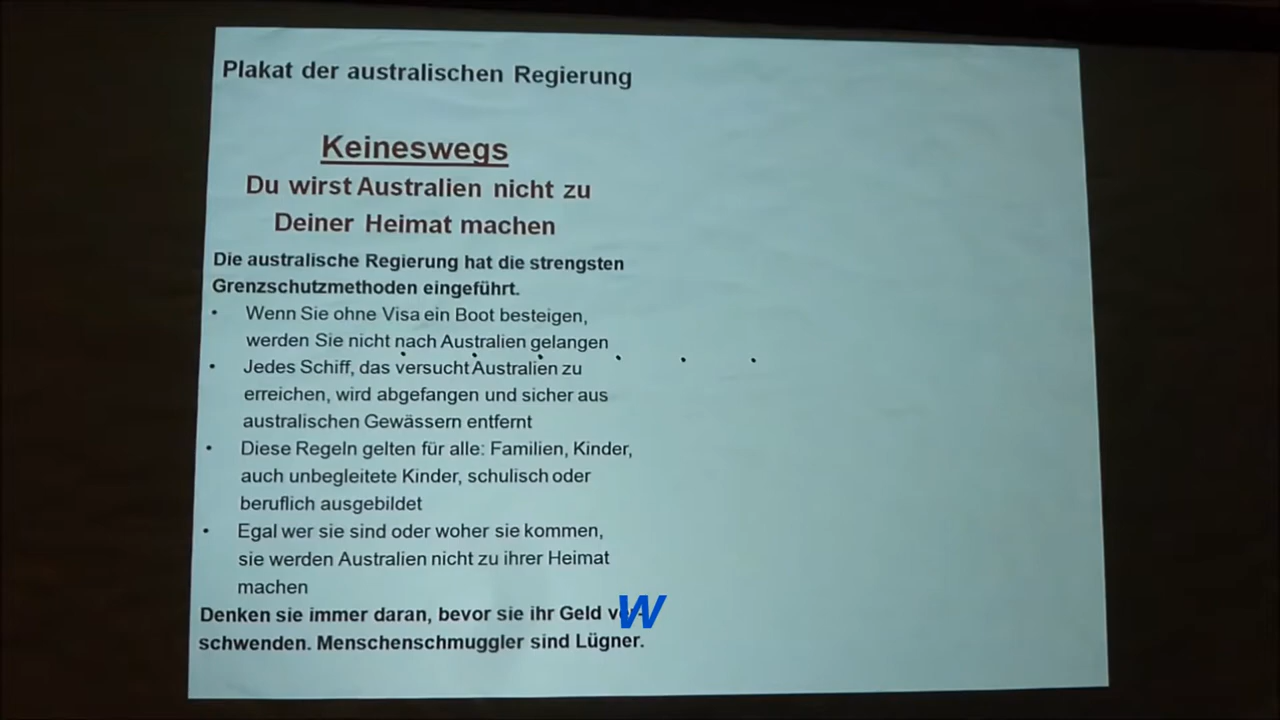 Plakat der australischen Regierung
Keineswegs
Du wirst Australien nicht zu
Deiner Heimat machen
Die australische Regierung hat die strengsten
Grenzschutzmethoden eingeführt.
• Wenn Sie ohne Visa ein Boot besteigen,
werden Sie nicht nach Australien gelangen
• Jedes Schiff, das versucht Australien zu
erreichen, wird abgefangen und sicher aus
australischen Gewässern entfernt
• Diese Regeln gelten für alle: Familien, Kinder,
auch unbegleitete Kinder, schulisch oder
beruflich ausgebildet
• Egal wer sie sind oder woher sie kommen,
sie werden Australien nicht zu ihrer Heimat
machen
Denken sie immer daran, bevor sie ihr Geld ver-
W
schwenden. Menschenschmuggler sind Lügner.